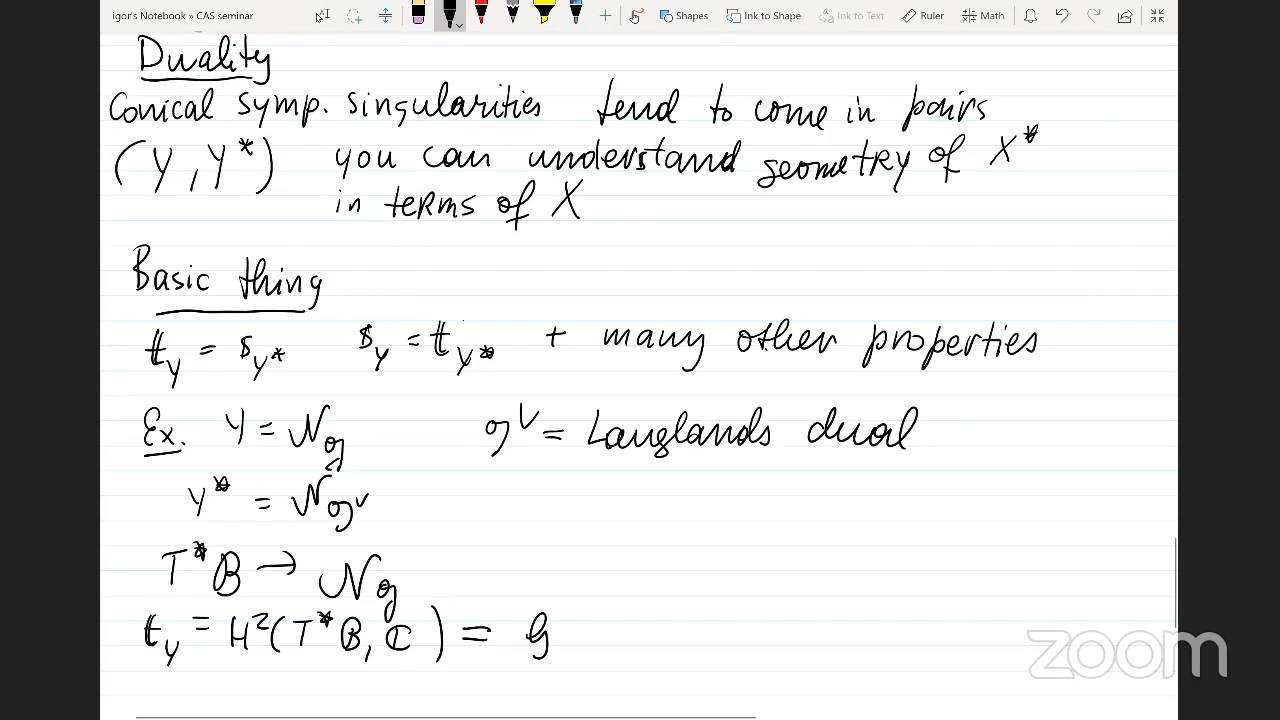 igor's Notebook » CAS seminar
Shapes Ink to Shape Ink to Text Ruler Math
Duality
Conical symp. singularities tend to come in pairs
(Y, Y*) you can understand geometry of X*
in terms of X
Basic thing
𝔱_Y = 𝔰_Y* 𝔰_Y = 𝔱_Y* + many other properties
Ex. Y = 𝒩_𝔤 𝔤^∨ = Langlands dual
Y* = 𝒩_𝔤^∨
T*B → 𝒩_𝔤
𝔱_Y = H²(T*B, ℂ) = 𝔥
zoom